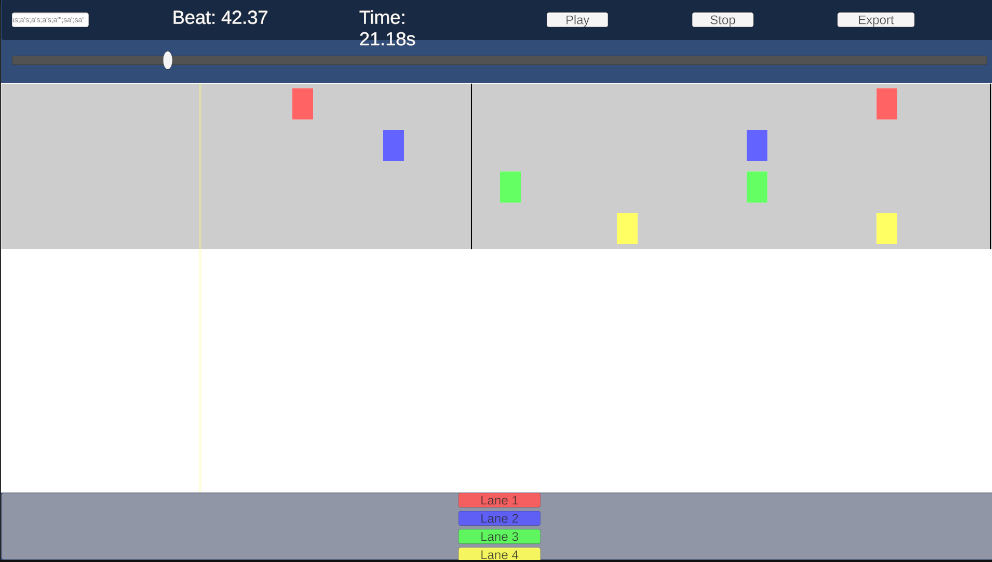 Beat: 42.37
Time:
21.18s
Play
Stop
Export
Lane 1
Lane 2
Lane 3
Lane 4